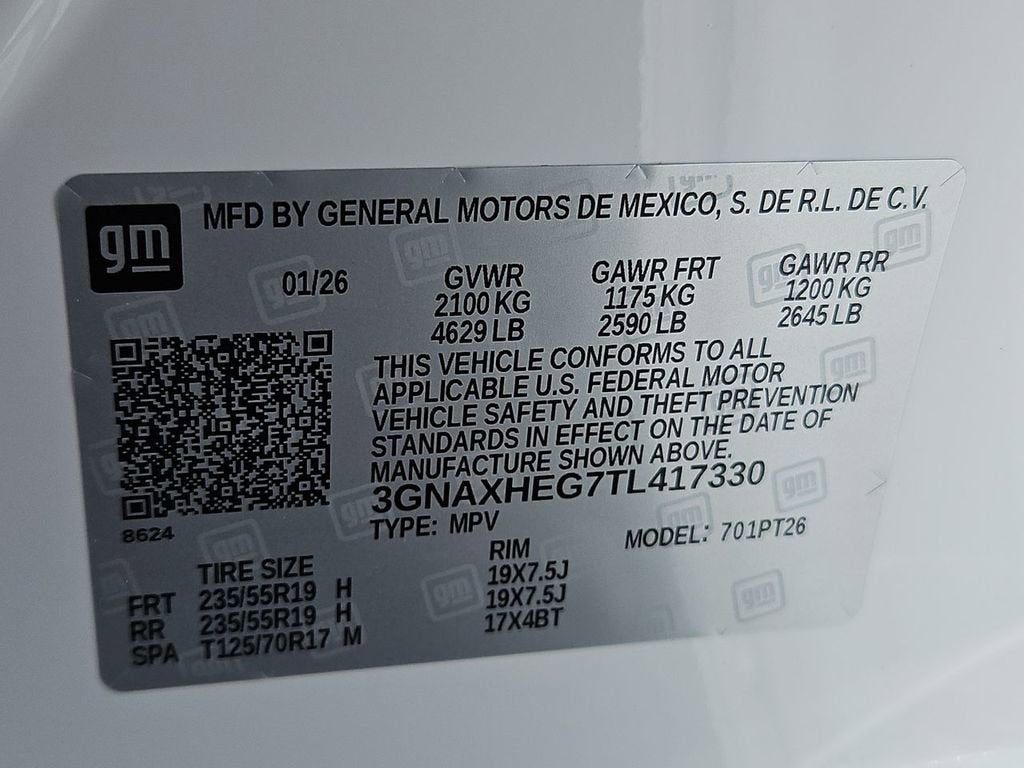 gm
MFD BY GENERAL MOTORS DE MEXICO, S. DE R.L. DE C.V.
01/26 GVWR GAWR FRT GAWR RR
2100 KG 1175 KG 1200 KG
4629 LB 2590 LB 2645 LB
THIS VEHICLE CONFORMS TO ALL
APPLICABLE U.S. FEDERAL MOTOR
VEHICLE SAFETY AND THEFT PREVENTION
STANDARDS IN EFFECT ON THE DATE OF
MANUFACTURE SHOWN ABOVE.
3GNAXHEG7TL417330
8624
TYPE: MPV MODEL: 701PT26
TIRE SIZE RIM
FRT 235/55R19 H 19X7.5J
RR 235/55R19 H 19X7.5J
SPA T125/70R17 M 17X4BT